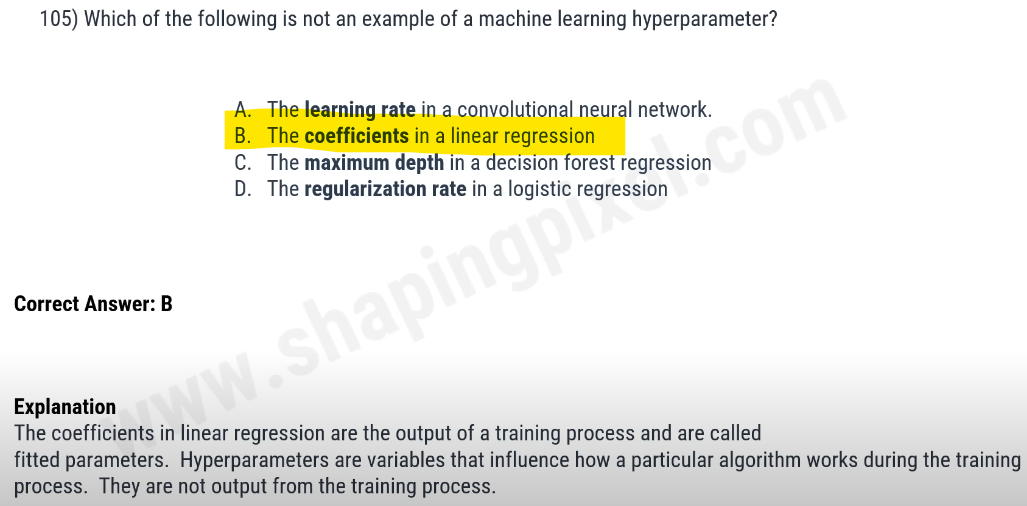 105) Which of the following is not an example of a machine learning hyperparameter?
A. The learning rate in a convolutional neural network.
B. The coefficients in a linear regression
C. The maximum depth in a decision forest regression
D. The regularization rate in a logistic regression
www.shapingpixel.com
Correct Answer: B
Explanation
The coefficients in linear regression are the output of a training process and are called
fitted parameters. Hyperparameters are variables that influence how a particular algorithm works during the training
process. They are not output from the training process.